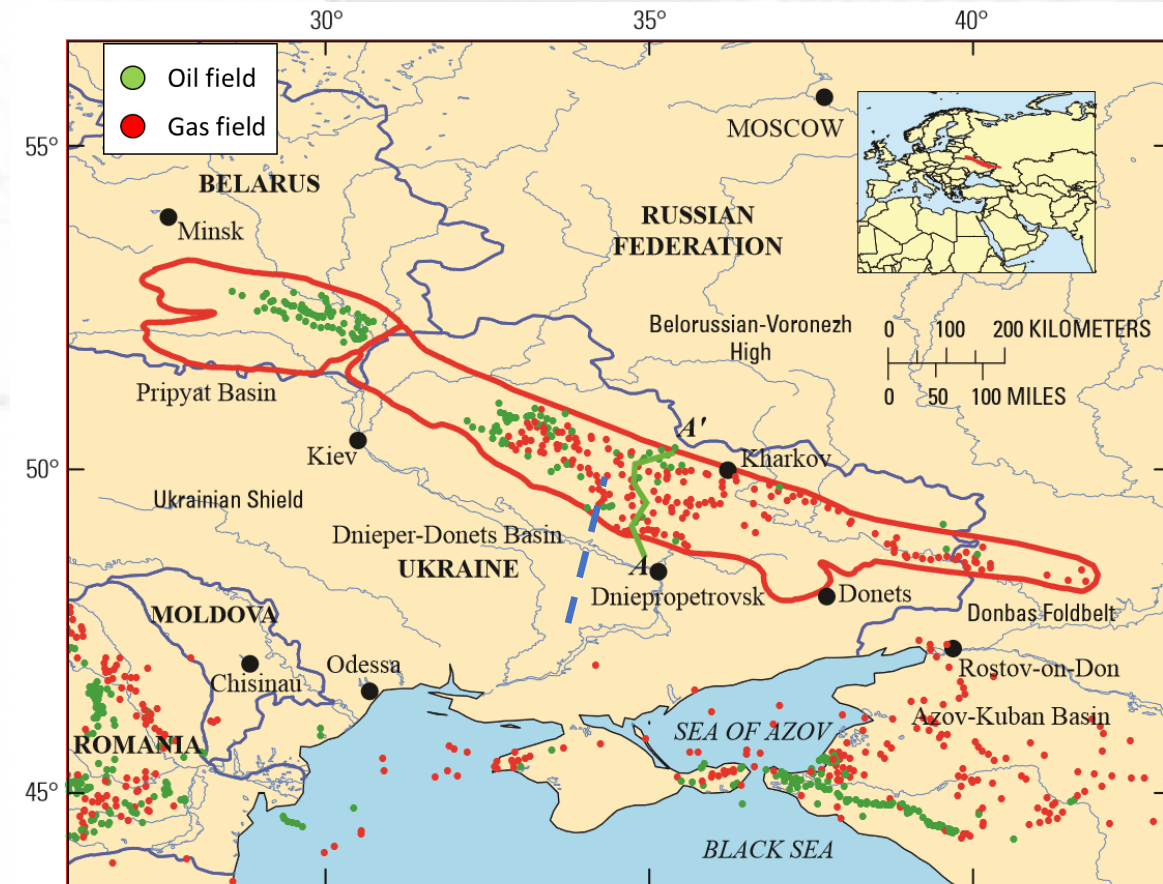 30°
35°
40°
Oil field
Gas field
55°
50°
45°
MOSCOW
BELARUS
Minsk
RUSSIAN
FEDERATION
Belorussian-Voronezh
High
0 100 200 KILOMETERS
0 50 100 MILES
Pripyat Basin
Kiev
A'
Kharkov
Ukrainian Shield
Dnieper-Donets Basin
UKRAINE
A
Dniepropetrovsk
Donets
Donbas Foldbelt
MOLDOVA
Chisinau
Odessa
Rostov-on-Don
Azov-Kuban Basin
SEA OF AZOV
ROMANIA
BLACK SEA